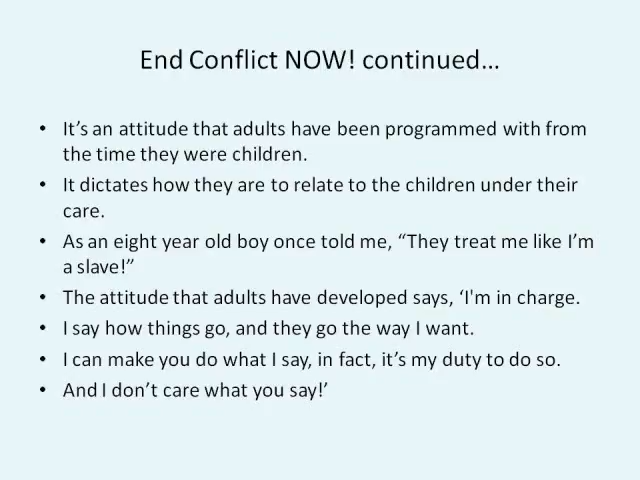 End Conflict NOW! continued…
• It’s an attitude that adults have been programmed with from
the time they were children.
• It dictates how they are to relate to the children under their
care.
• As an eight year old boy once told me, “They treat me like I’m
a slave!”
• The attitude that adults have developed says, ‘I'm in charge.
• I say how things go, and they go the way I want.
• I can make you do what I say, in fact, it’s my duty to do so.
• And I don’t care what you say!’